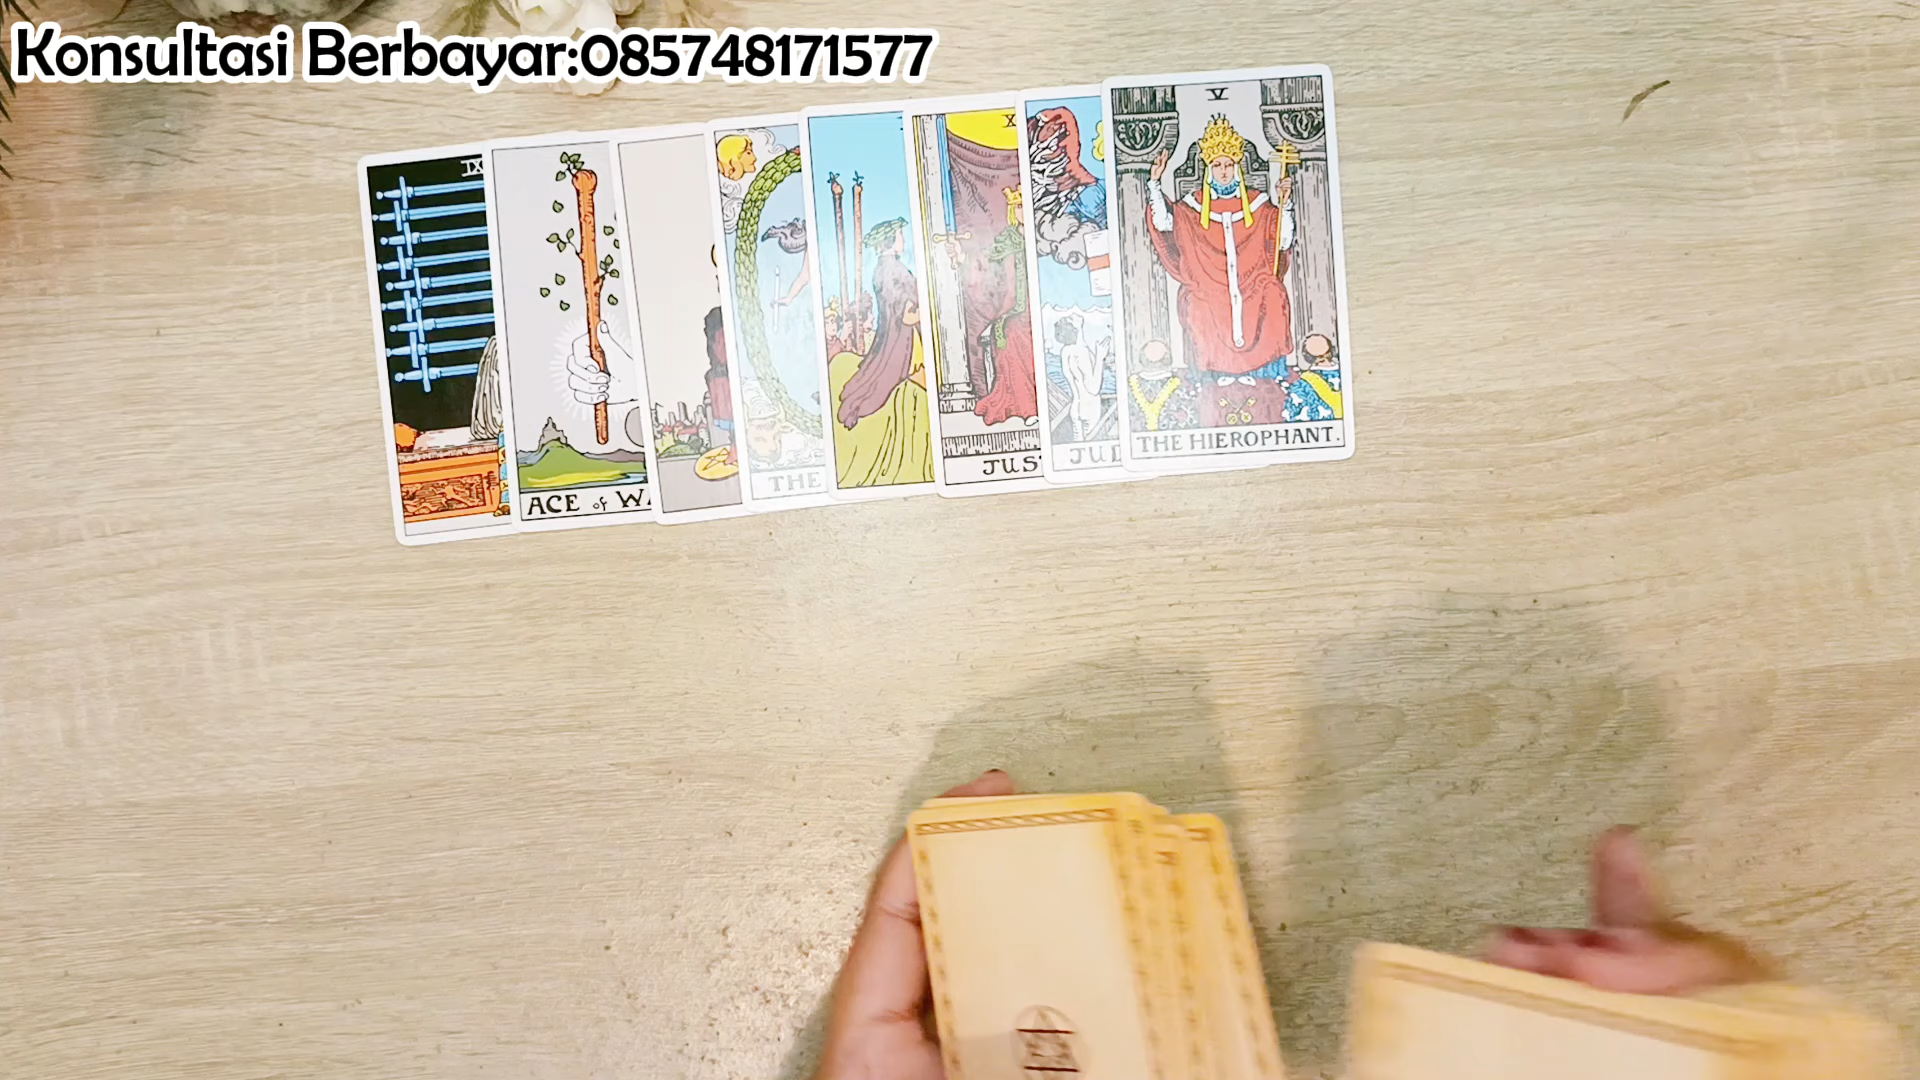 Konsultasi Berbayar:085748171577
IX
ACE of WA
THE
X
JUS
JUD
V
THE HIEROPHANT.